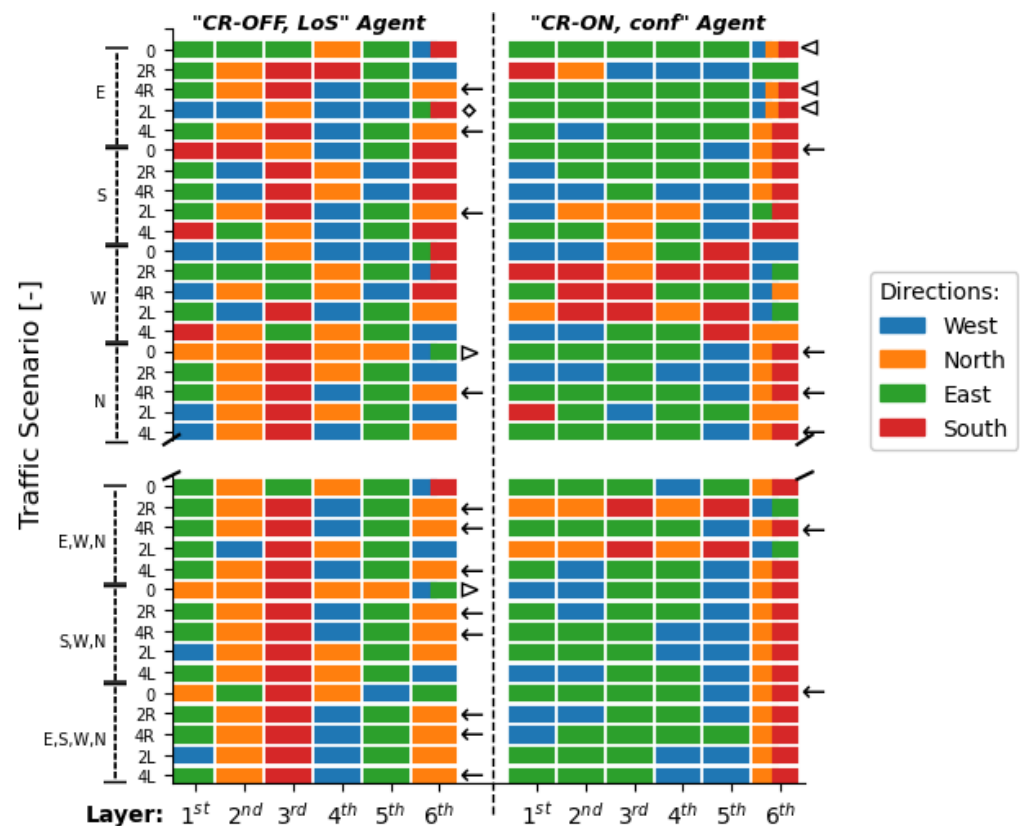 "CR-OFF, LoS" Agent
"CR-ON, conf" Agent
Traffic Scenario [-]
E
0
2R
4R
2L
4L
S
0
2R
4R
2L
4L
W
0
2R
4R
2L
4L
N
0
2R
4R
2L
4L
E,W,N
0
2R
4R
2L
4L
S,W,N
0
2R
4R
2L
4L
E,S,W,N
0
2R
4R
2L
4L
Layer: 1st 2nd 3rd 4th 5th 6th 1st 2nd 3rd 4th 5th 6th
Directions:
West
North
East
South